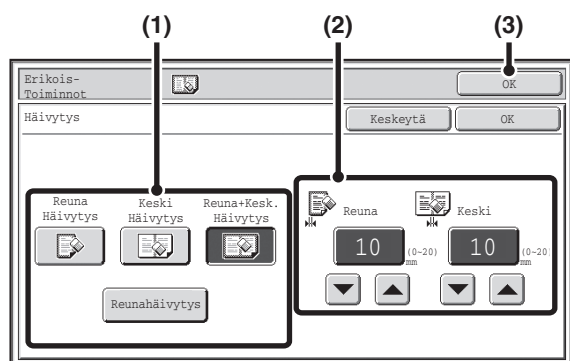 (1) (2) (3)
Erikois-
Toiminnot
OK
Häivytys
Keskeytä
OK
Reuna
Häivytys
Keski
Häivytys
Reuna+Kesk.
Häivytys
Reunahäivytys
Reuna
10
(0~20)
mm
Keski
10
(0~20)
mm